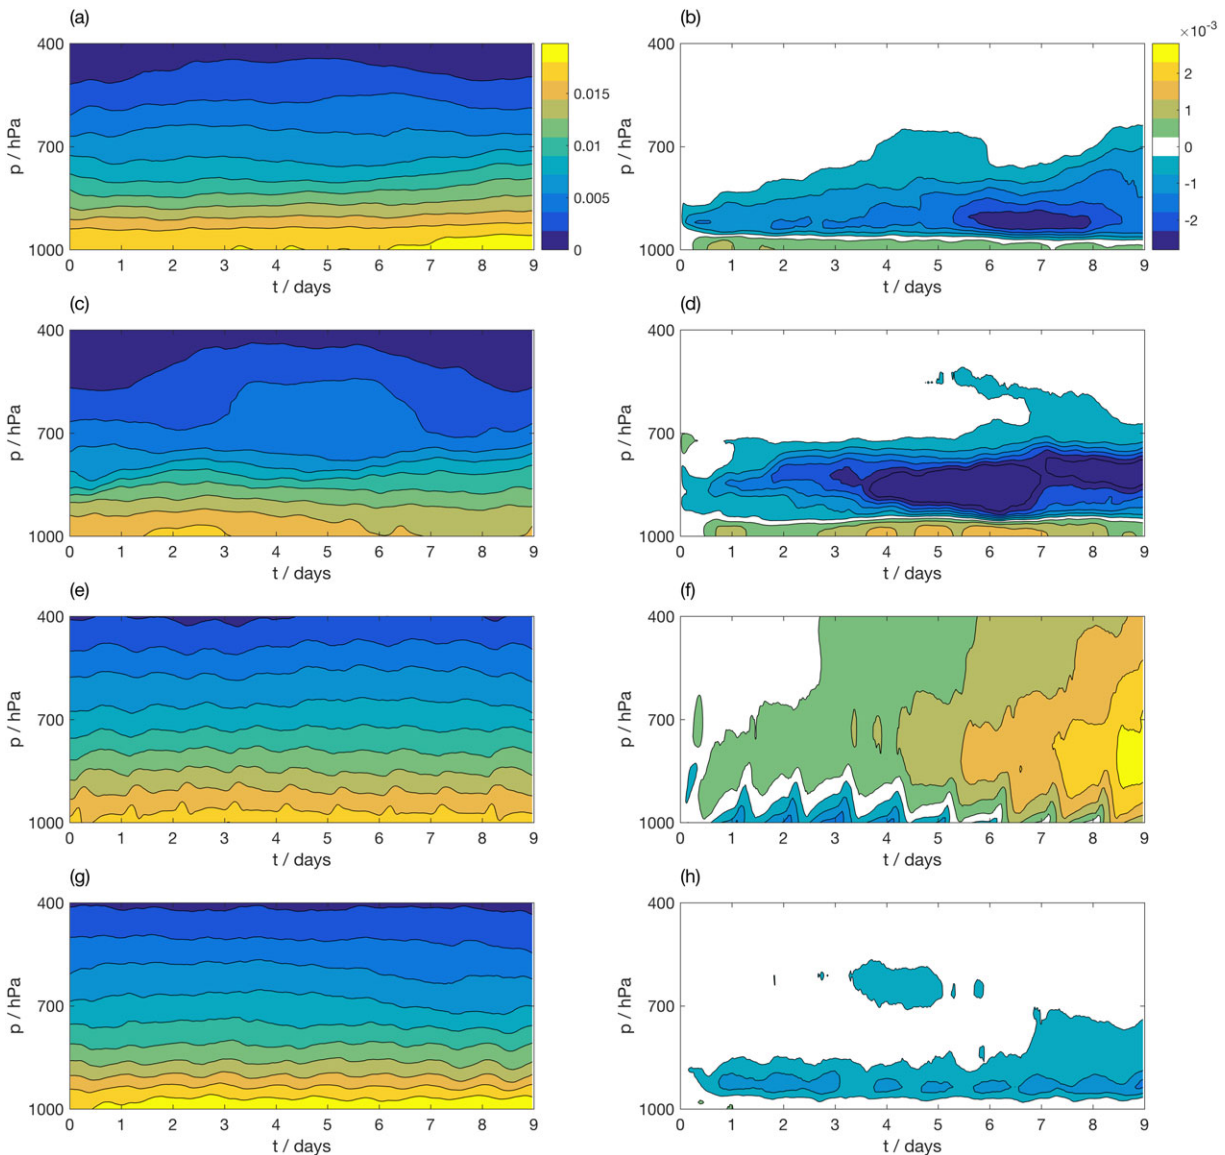 (a)
400
700
1000
p / hPa
0 1 2 3 4 5 6 7 8 9
t / days
0.015
0.01
0.005
0
(b)
×10⁻³
400
700
1000
p / hPa
0 1 2 3 4 5 6 7 8 9
t / days
2
1
0
-1
-2
(c)
400
700
1000
p / hPa
0 1 2 3 4 5 6 7 8 9
t / days
(d)
400
700
1000
p / hPa
0 1 2 3 4 5 6 7 8 9
t / days
(e)
400
700
1000
p / hPa
0 1 2 3 4 5 6 7 8 9
t / days
(f)
400
700
1000
p / hPa
0 1 2 3 4 5 6 7 8 9
t / days
(g)
400
700
1000
p / hPa
0 1 2 3 4 5 6 7 8 9
t / days
(h)
400
700
1000
p / hPa
0 1 2 3 4 5 6 7 8 9
t / days